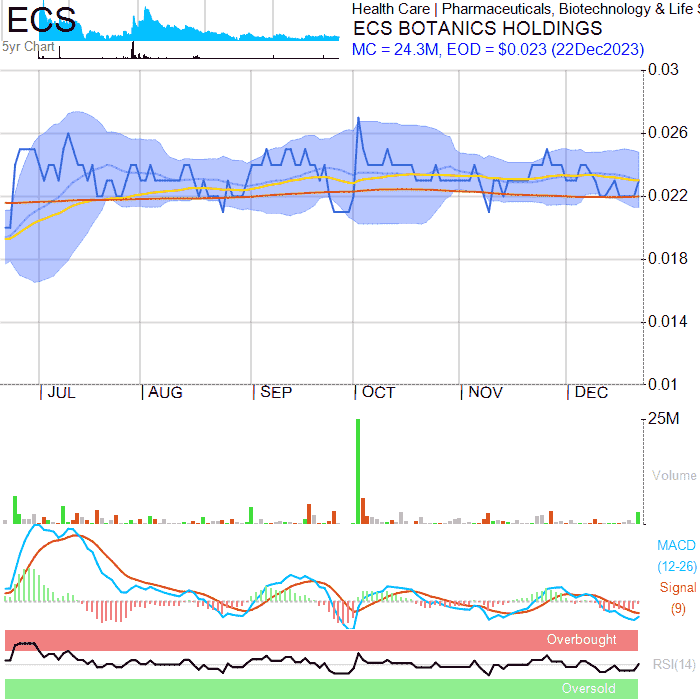 ECS
5yr Chart
Health Care | Pharmaceuticals, Biotechnology & Life S
ECS BOTANICS HOLDINGS
MC = 24.3M, EOD = $0.023 (22Dec2023)
0.03
0.026
0.022
0.018
0.014
0.01
JUL AUG SEP OCT NOV DEC
25M
Volume
MACD
(12-26)
Signal
(9)
Overbought
RSI(14)
Oversold